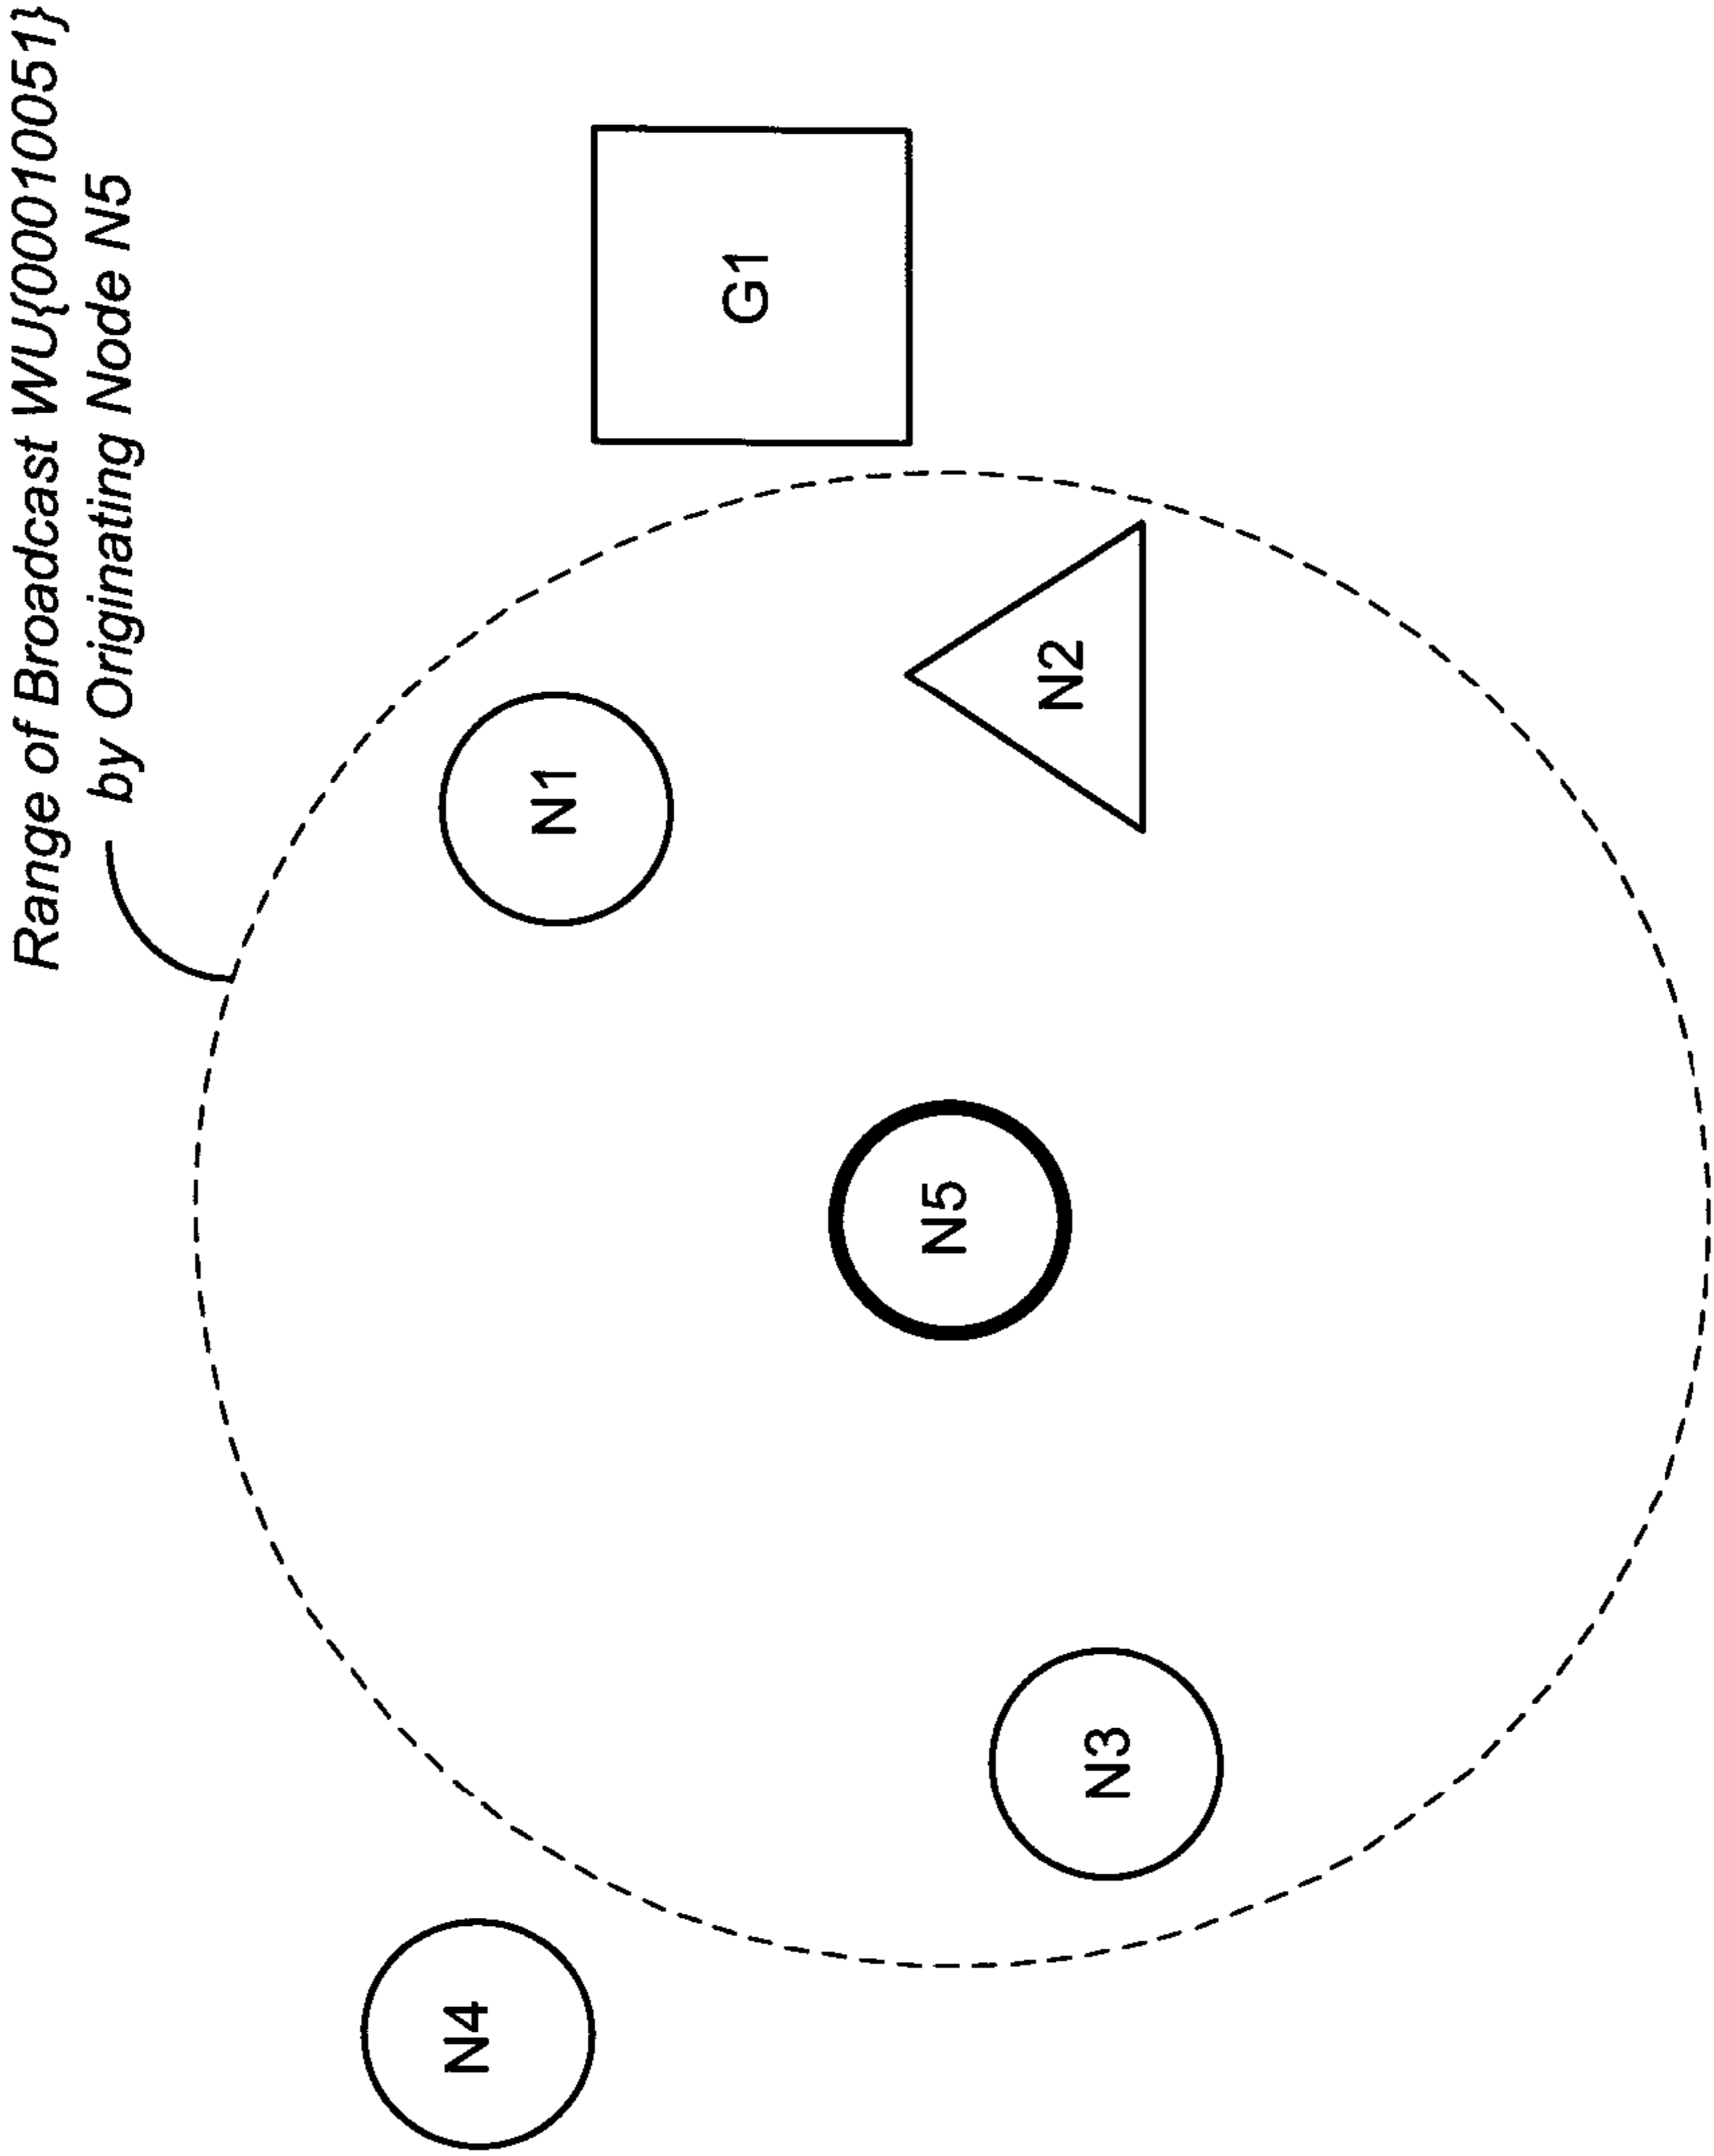 Range of Broadcast WU{00010051}
by Originating Node N5
N4
N1
G1
N5
N3
N2